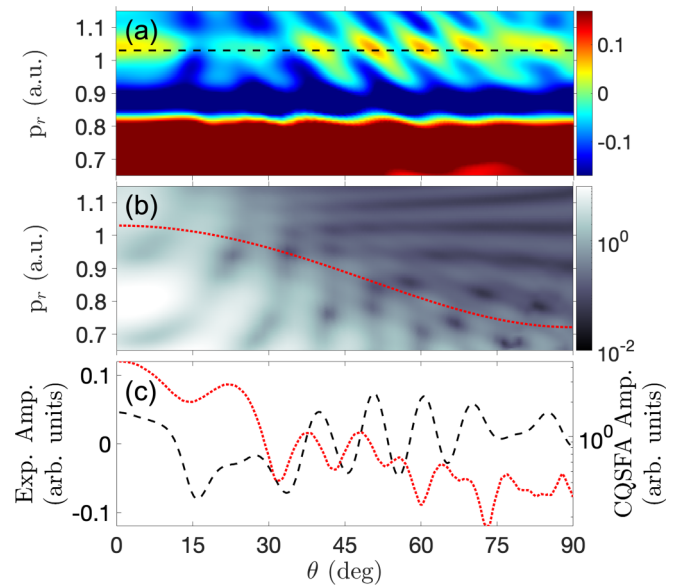 (a)
p_r (a.u.)
1.1
1
0.9
0.8
0.7
0.1
0
-0.1
(b)
p_r (a.u.)
1.1
1
0.9
0.8
0.7
10^0
10^-2
(c)
Exp. Amp.
(arb. units)
0.1
0
-0.1
10^0
CQSFA Amp.
(arb. units)
0 15 30 45 60 75 90
θ (deg)